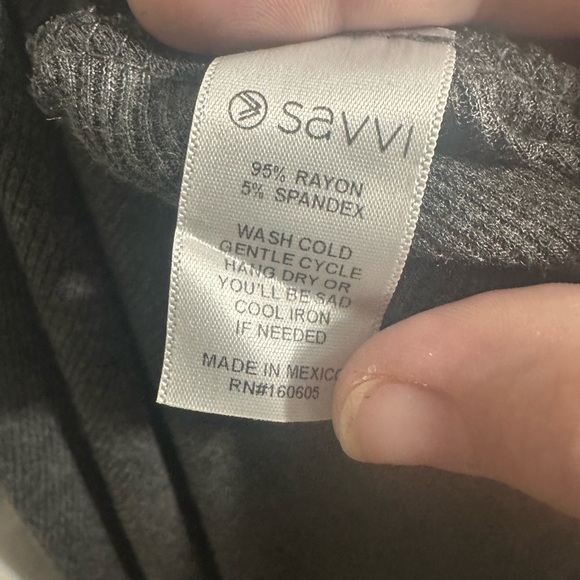 savvi
95% RAYON
5% SPANDEX
WASH COLD
GENTLE CYCLE
HANG DRY OR
YOU'LL BE SAD
COOL IRON
IF NEEDED
MADE IN MEXICO
RN#160605